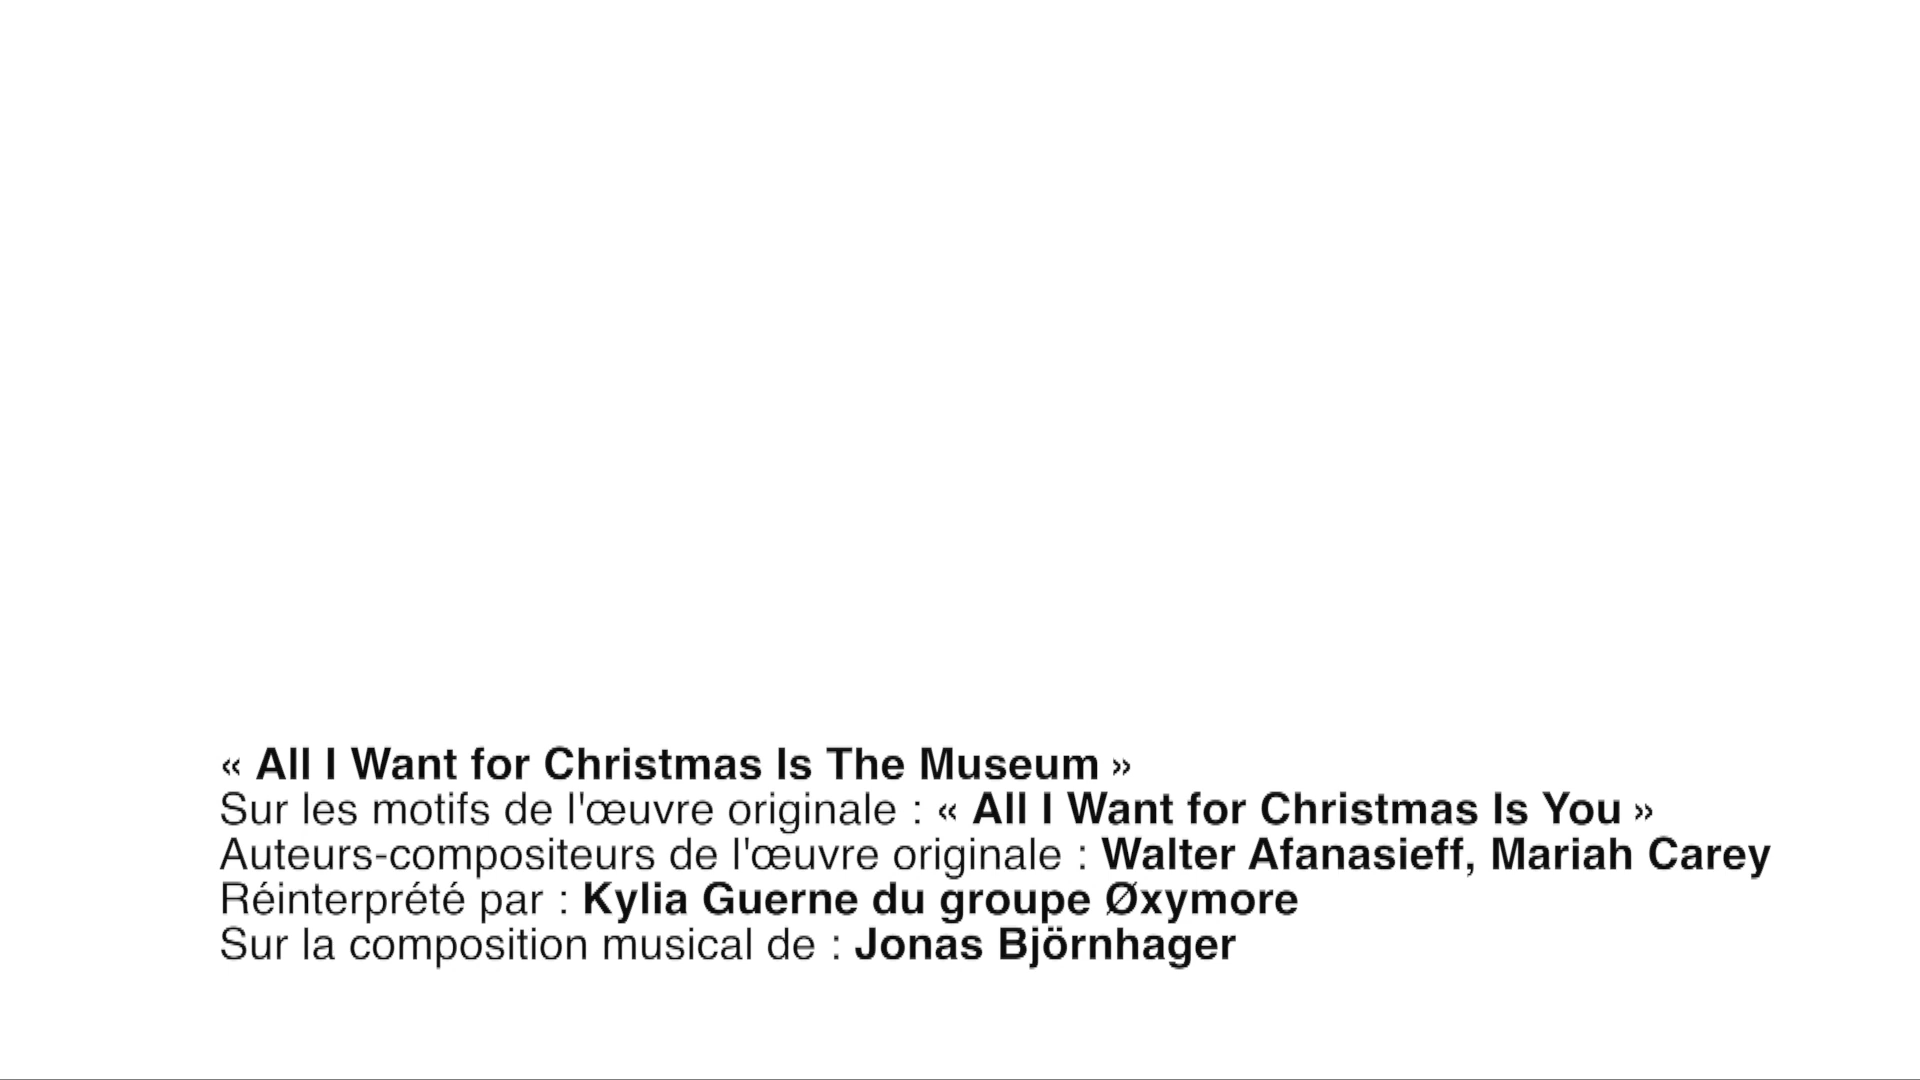 « All I Want for Christmas Is The Museum »
Sur les motifs de l'œuvre originale : « All I Want for Christmas Is You »
Auteurs-compositeurs de l'œuvre originale : Walter Afanasieff, Mariah Carey
Réinterprété par : Kylia Guerne du groupe Øxymore
Sur la composition musical de : Jonas Björnhager